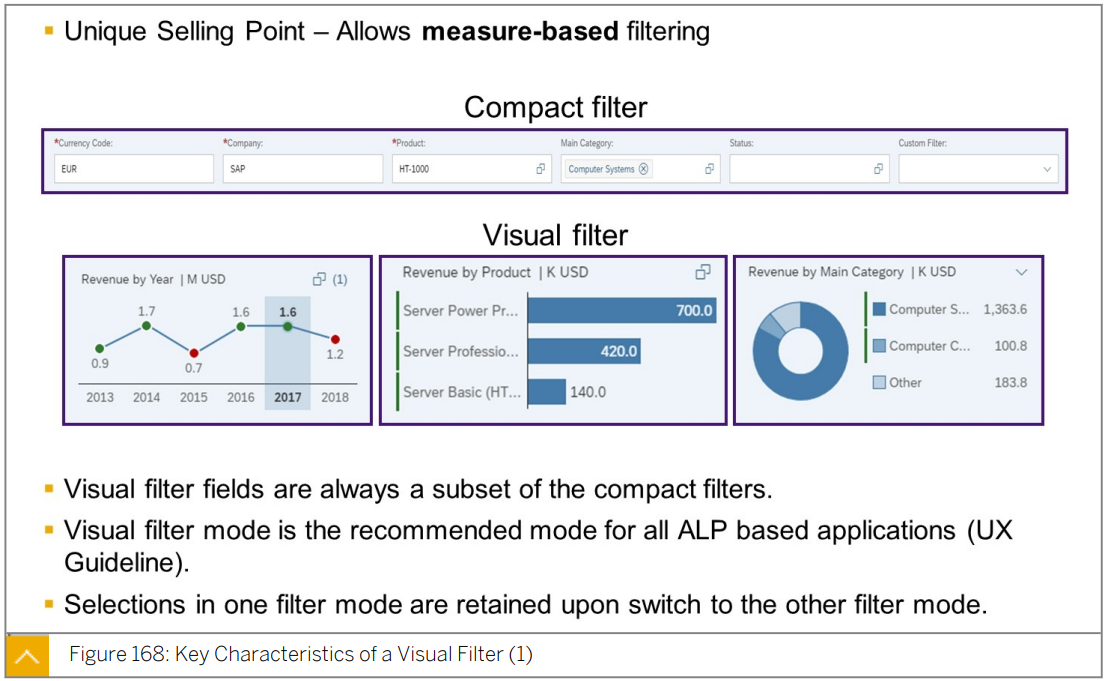 Unique Selling Point – Allows measure-based filtering
Compact filter
*Currency Code: *Company: *Product: Main Category: Status: Custom Filter:
EUR SAP HT-1000 Computer Systems
Visual filter
Revenue by Year | M USD (1)
1.7 1.6 1.6
0.9 0.7 1.2
2013 2014 2015 2016 2017 2018
Revenue by Product | K USD
Server Power Pr... 700.0
Server Professio... 420.0
Server Basic (HT... 140.0
Revenue by Main Category | K USD
Computer S... 1,363.6
Computer C... 100.8
Other 183.8
Visual filter fields are always a subset of the compact filters.
Visual filter mode is the recommended mode for all ALP based applications (UX
Guideline).
Selections in one filter mode are retained upon switch to the other filter mode.
Figure 168: Key Characteristics of a Visual Filter (1)